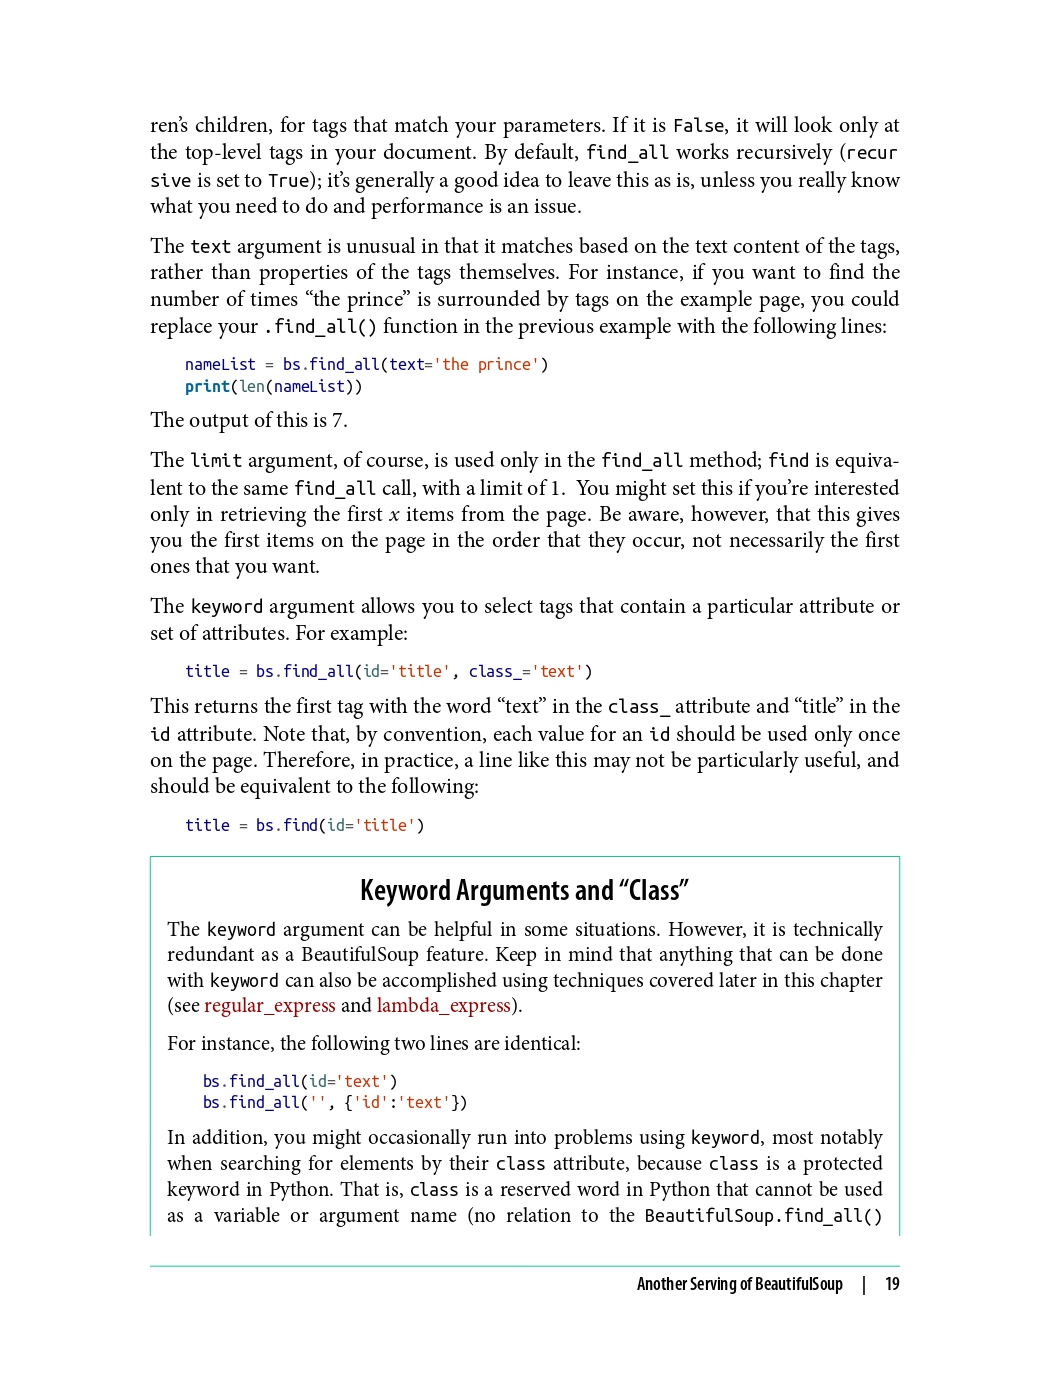 ren’s children, for tags that match your parameters. If it is False, it will look only at
the top-level tags in your document. By default, find_all works recursively (recur
sive is set to True); it’s generally a good idea to leave this as is, unless you really know
what you need to do and performance is an issue.
The text argument is unusual in that it matches based on the text content of the tags,
rather than properties of the tags themselves. For instance, if you want to find the
number of times “the prince” is surrounded by tags on the example page, you could
replace your .find_all() function in the previous example with the following lines:
nameList = bs.find_all(text='the prince')
print(len(nameList))
The output of this is 7.
The limit argument, of course, is used only in the find_all method; find is equiva-
lent to the same find_all call, with a limit of 1. You might set this if you’re interested
only in retrieving the first x items from the page. Be aware, however, that this gives
you the first items on the page in the order that they occur, not necessarily the first
ones that you want.
The keyword argument allows you to select tags that contain a particular attribute or
set of attributes. For example:
title = bs.find_all(id='title', class_='text')
This returns the first tag with the word “text” in the class_ attribute and “title” in the
id attribute. Note that, by convention, each value for an id should be used only once
on the page. Therefore, in practice, a line like this may not be particularly useful, and
should be equivalent to the following:
title = bs.find(id='title')
Keyword Arguments and “Class”
The keyword argument can be helpful in some situations. However, it is technically
redundant as a BeautifulSoup feature. Keep in mind that anything that can be done
with keyword can also be accomplished using techniques covered later in this chapter
(see regular_express and lambda_express).
For instance, the following two lines are identical:
bs.find_all(id='text')
bs.find_all('', {'id':'text'})
In addition, you might occasionally run into problems using keyword, most notably
when searching for elements by their class attribute, because class is a protected
keyword in Python. That is, class is a reserved word in Python that cannot be used
as a variable or argument name (no relation to the BeautifulSoup.find_all()
Another Serving of BeautifulSoup | 19